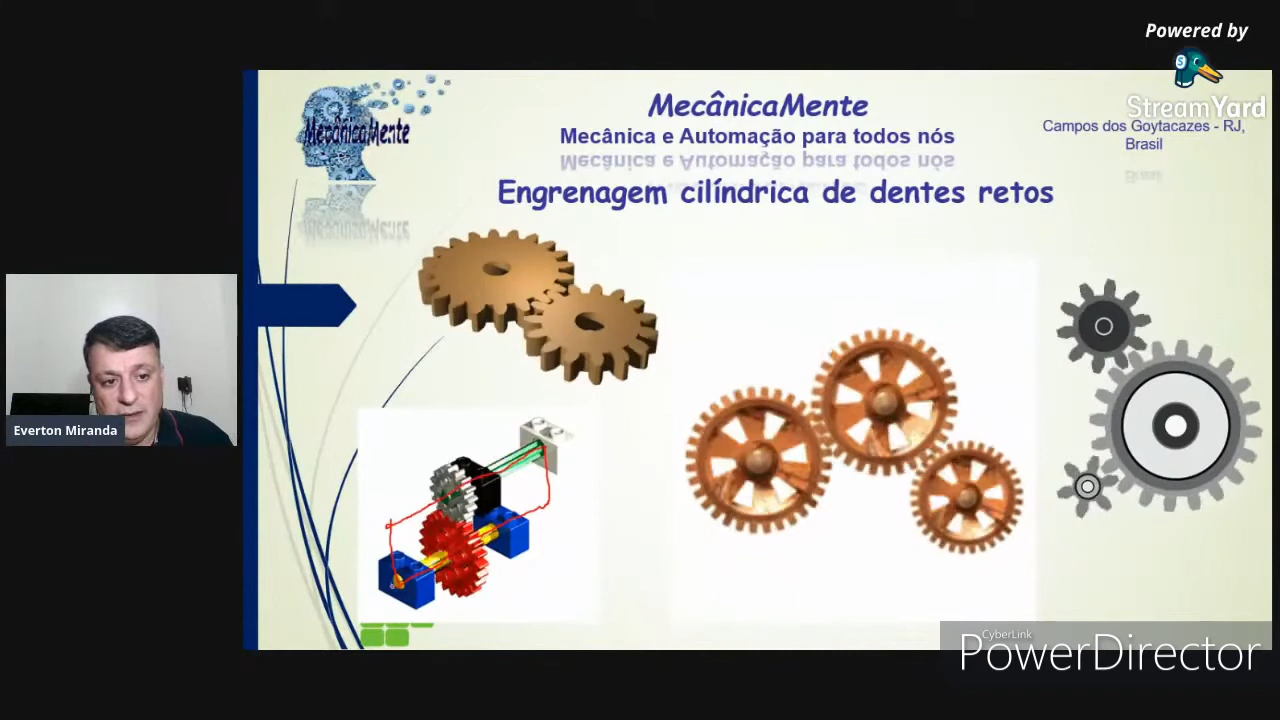 Powered by
StreamYard
MecânicaMente
MecânicaMente
Mecânica e Automação para todos nós
Campos dos Goytacazes - RJ,
Brasil
Engrenagem cilíndrica de dentes retos
Everton Miranda
CyberLink
PowerDirector